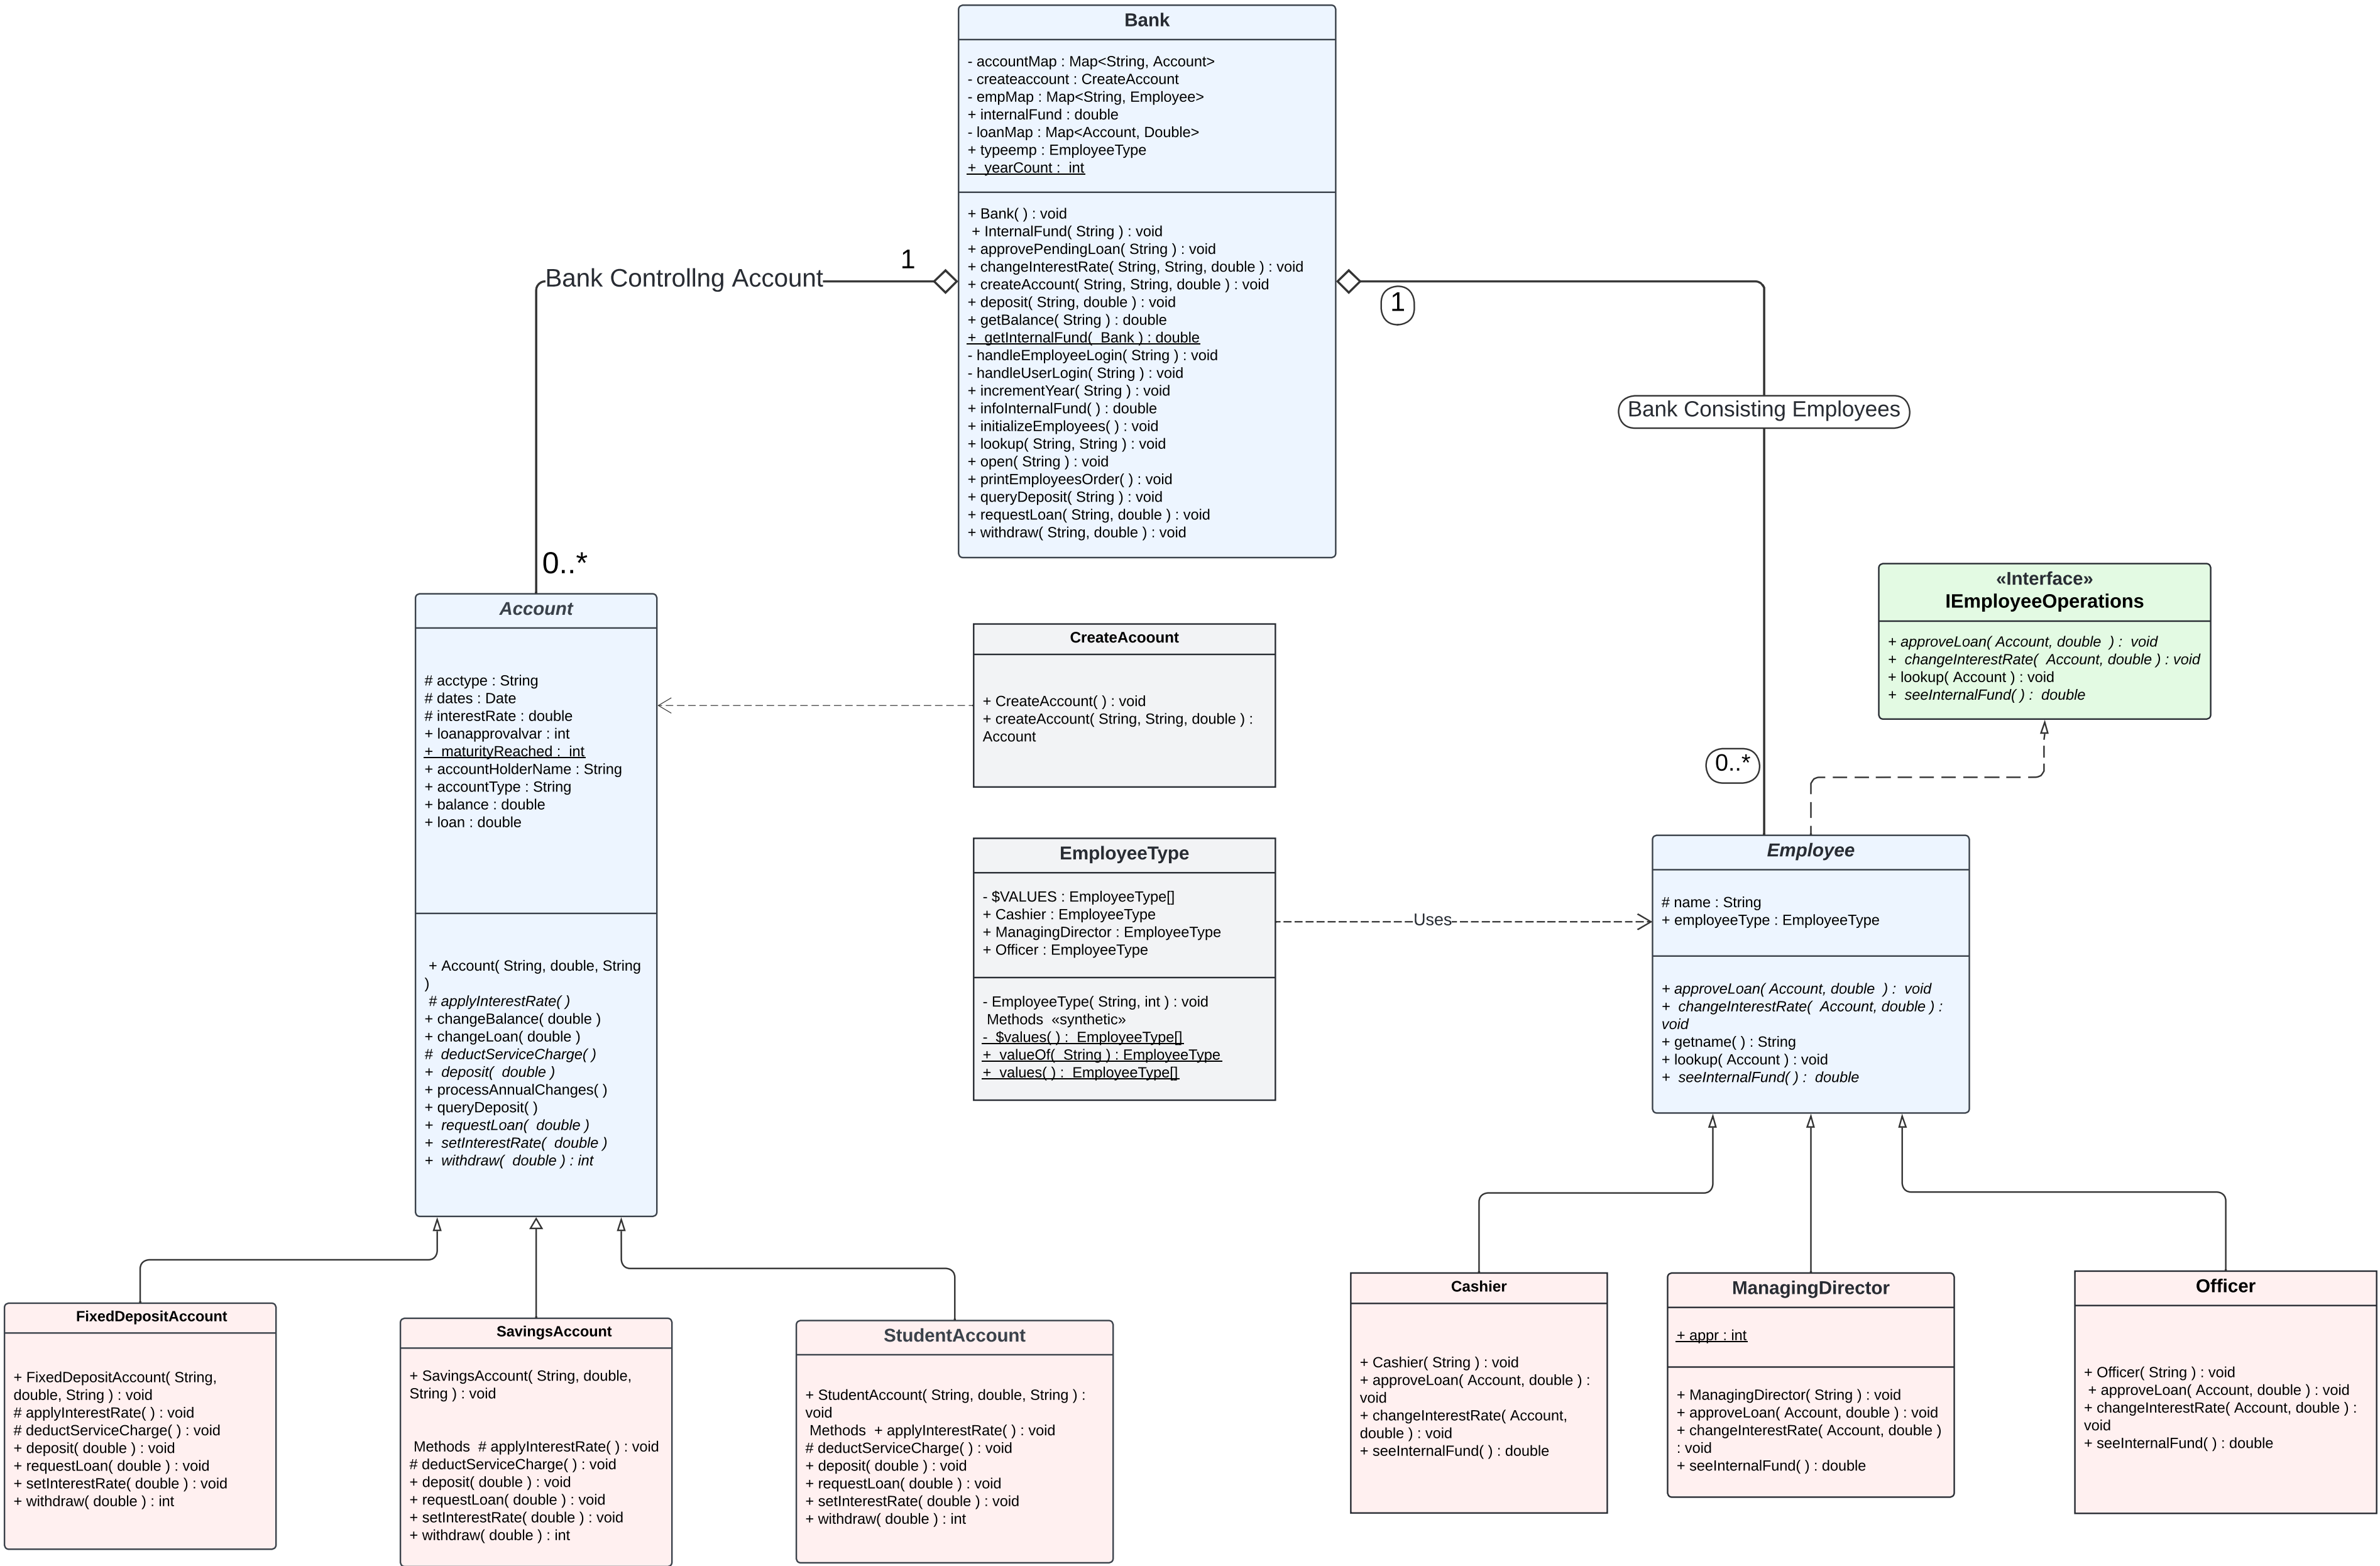 Bank
- accountMap : Map<String, Account>
- createaccount : CreateAccount
- empMap : Map<String, Employee>
+ internalFund : double
- loanMap : Map<Account, Double>
+ typeemp : EmployeeType
+ yearCount : int
+ Bank( ) : void
+ InternalFund( String ) : void
+ approvePendingLoan( String ) : void
+ changeInterestRate( String, String, double ) : void
+ createAccount( String, String, double ) : void
+ deposit( String, double ) : void
+ getBalance( String ) : double
+ getInternalFund( Bank ) : double
- handleEmployeeLogin( String ) : void
- handleUserLogin( String ) : void
+ incrementYear( String ) : void
+ infoInternalFund( ) : double
+ initializeEmployees( ) : void
+ lookup( String, String ) : void
+ open( String ) : void
+ printEmployeesOrder( ) : void
+ queryDeposit( String ) : void
+ requestLoan( String, double ) : void
+ withdraw( String, double ) : void
1
Bank Controllng Account
0..*
1
Bank Consisting Employees
0..*
«Interface»
IEmployeeOperations
+ approveLoan( Account, double ) : void
+ changeInterestRate( Account, double ) : void
+ lookup( Account ) : void
+ seeInternalFund( ) : double
Account
# acctype : String
# dates : Date
# interestRate : double
+ loanapprovalvar : int
+ maturityReached : int
+ accountHolderName : String
+ accountType : String
+ balance : double
+ loan : double
+ Account( String, double, String
)
# applyInterestRate( )
+ changeBalance( double )
+ changeLoan( double )
# deductServiceCharge( )
+ deposit( double )
+ processAnnualChanges( )
+ queryDeposit( )
+ requestLoan( double )
+ setInterestRate( double )
+ withdraw( double ) : int
CreateAcoount
+ CreateAccount( ) : void
+ createAccount( String, String, double ) :
Account
EmployeeType
- $VALUES : EmployeeType[]
+ Cashier : EmployeeType
+ ManagingDirector : EmployeeType
+ Officer : EmployeeType
- EmployeeType( String, int ) : void
Methods «synthetic»
- $values( ) : EmployeeType[]
+ valueOf( String ) : EmployeeType
+ values( ) : EmployeeType[]
Uses
Employee
# name : String
+ employeeType : EmployeeType
+ approveLoan( Account, double ) : void
+ changeInterestRate( Account, double ) :
void
+ getname( ) : String
+ lookup( Account ) : void
+ seeInternalFund( ) : double
FixedDepositAccount
+ FixedDepositAccount( String,
double, String ) : void
# applyInterestRate( ) : void
# deductServiceCharge( ) : void
+ deposit( double ) : void
+ requestLoan( double ) : void
+ setInterestRate( double ) : void
+ withdraw( double ) : int
SavingsAccount
+ SavingsAccount( String, double,
String ) : void
Methods # applyInterestRate( ) : void
# deductServiceCharge( ) : void
+ deposit( double ) : void
+ requestLoan( double ) : void
+ setInterestRate( double ) : void
+ withdraw( double ) : int
StudentAccount
+ StudentAccount( String, double, String ) :
void
Methods + applyInterestRate( ) : void
# deductServiceCharge( ) : void
+ deposit( double ) : void
+ requestLoan( double ) : void
+ setInterestRate( double ) : void
+ withdraw( double ) : int
Cashier
+ Cashier( String ) : void
+ approveLoan( Account, double ) :
void
+ changeInterestRate( Account,
double ) : void
+ seeInternalFund( ) : double
ManagingDirector
+ appr : int
+ ManagingDirector( String ) : void
+ approveLoan( Account, double ) : void
+ changeInterestRate( Account, double )
: void
+ seeInternalFund( ) : double
Officer
+ Officer( String ) : void
+ approveLoan( Account, double ) : void
+ changeInterestRate( Account, double ) :
void
+ seeInternalFund( ) : double